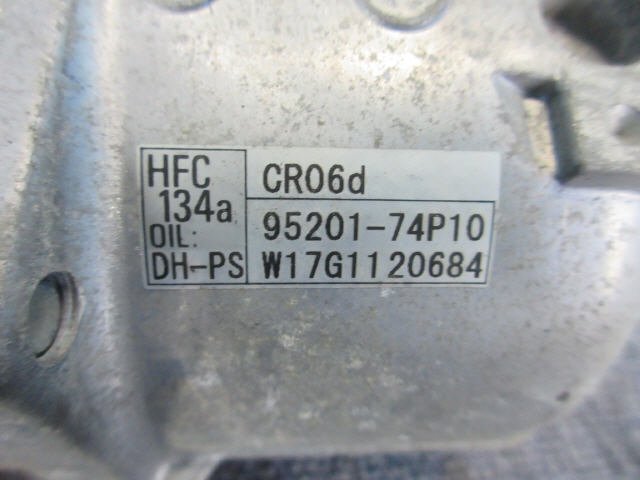 HFC
134a
OIL:
DH-PS
CR06d
95201-74P10
W17G1120684